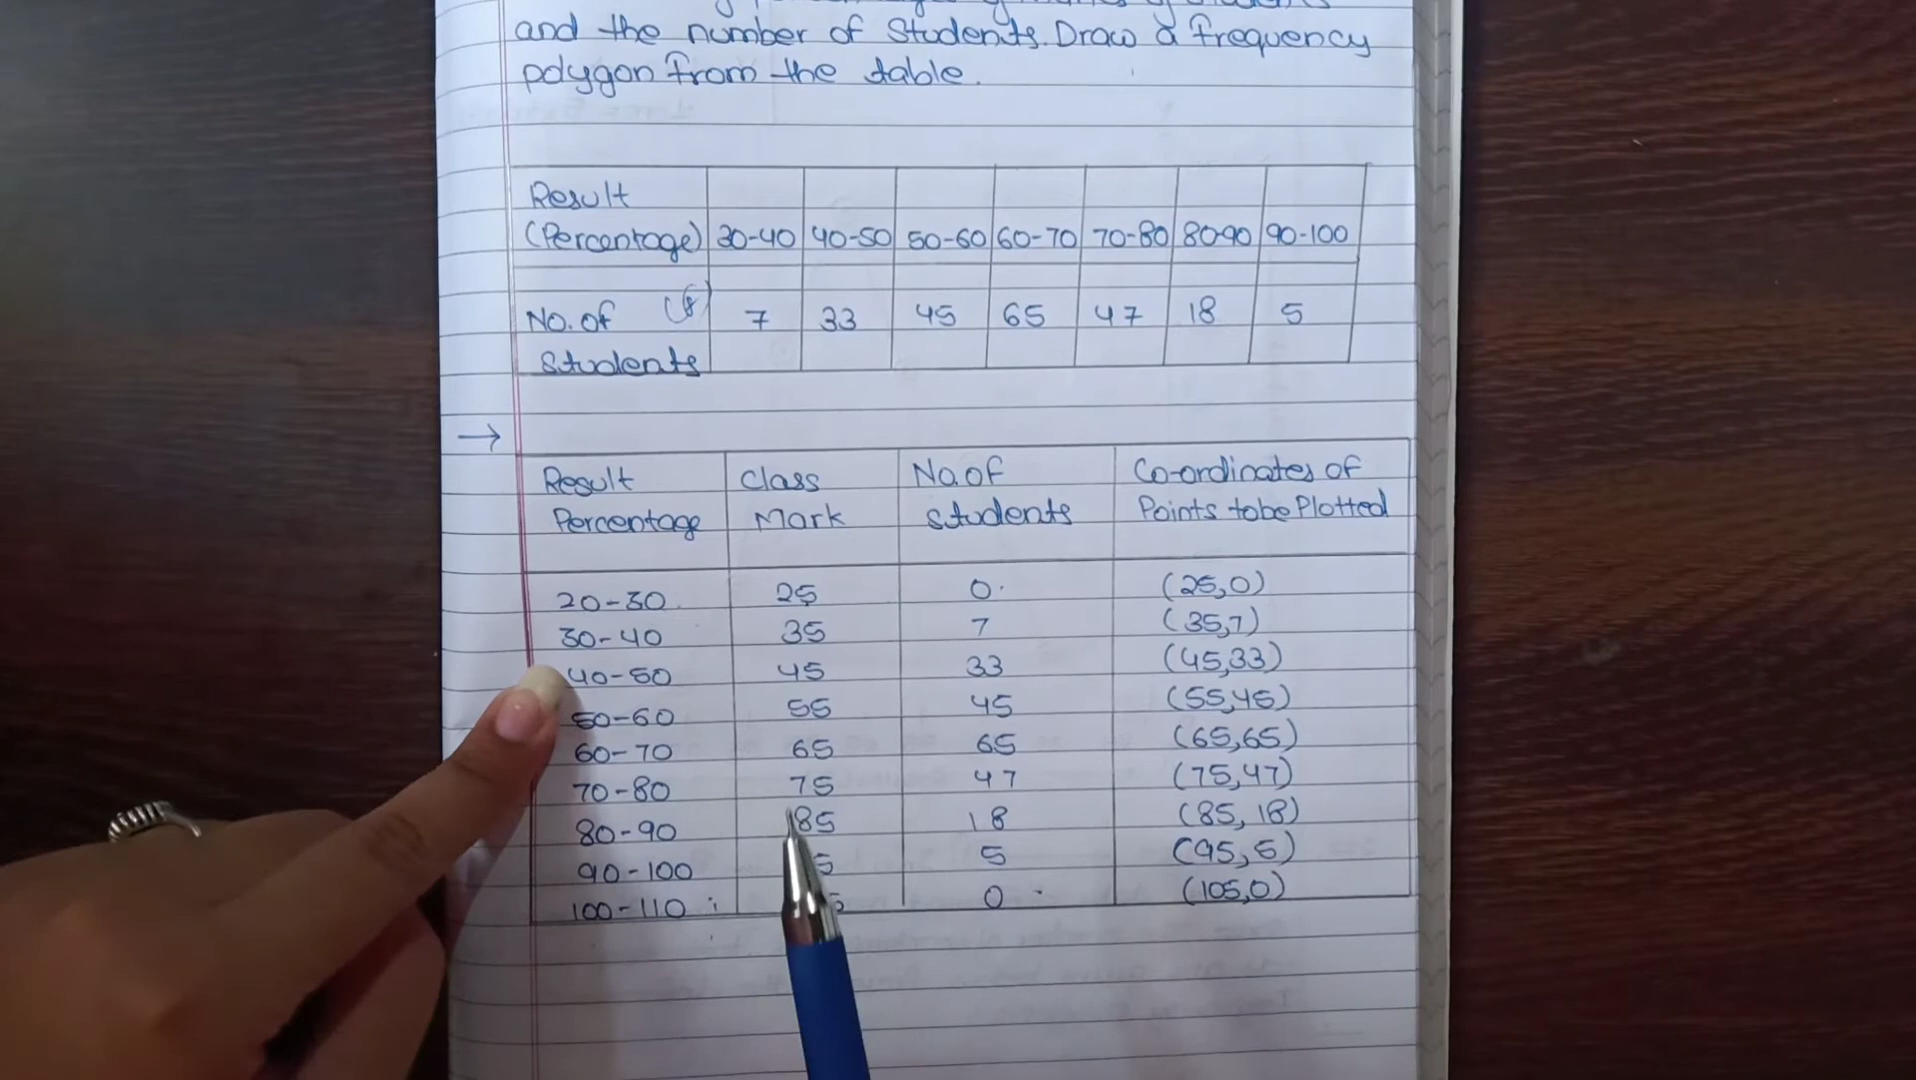 and the number of Students. Draw a frequency
polygon from the table.
Result
(Percentage) 30-40 40-50 50-60 60-70 70-80 80-90 90-100
No. of (f) 7 33 45 65 47 18 5
Students
→
Result Class No. of Co-ordinates of
Percentage Mark students Points to be Plotted
20-30 25 0 (25,0)
30-40 35 7 (35,7)
40-50 45 33 (45,33)
50-60 55 45 (55,45)
60-70 65 65 (65,65)
70-80 75 47 (75,47)
80-90 85 18 (85, 18)
90-100 5 5 (95,5)
100-110 5 0 (105,0)